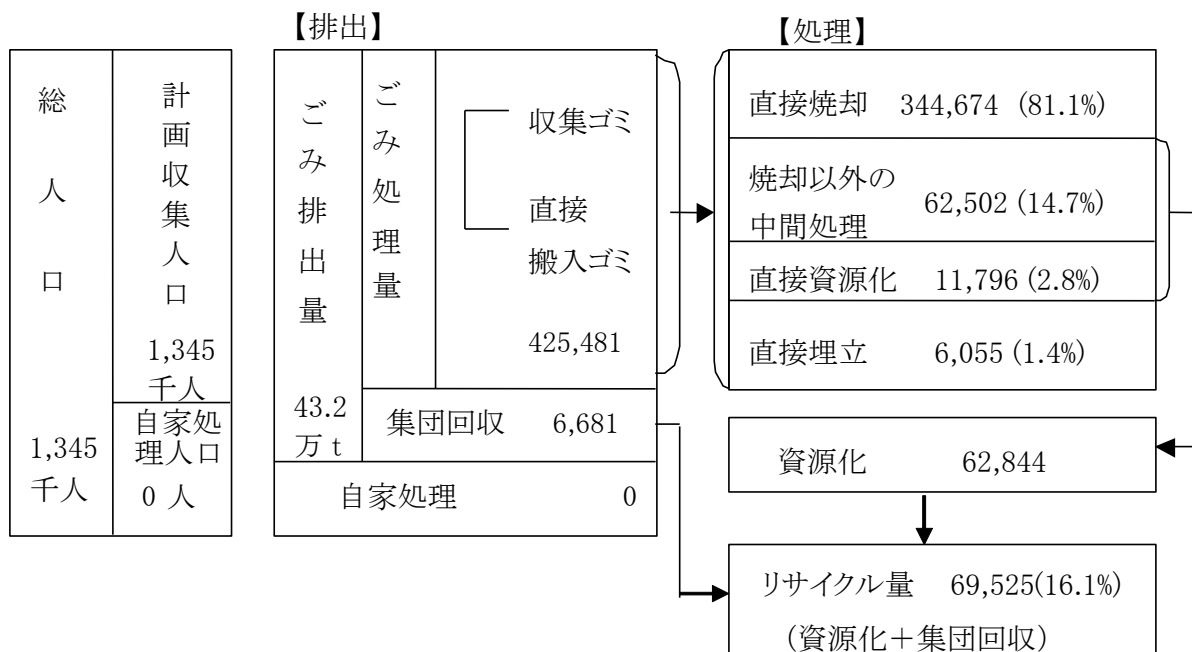 【排出】
【処理】
総人口
1,345
千人
計画収集人口
1,345
千人
自家処
理人口
0 人
ごみ排出量
43.2
万 t
ごみ処理量
収集ゴミ
直接
搬入ゴミ
425,481
集団回収 6,681
自家処理 0
直接焼却 344,674 (81.1%)
焼却以外の
中間処理
62,502 (14.7%)
直接資源化 11,796 (2.8%)
直接埋立 6,055 (1.4%)
資源化 62,844
リサイクル量 69,525(16.1%)
（資源化＋集団回収）